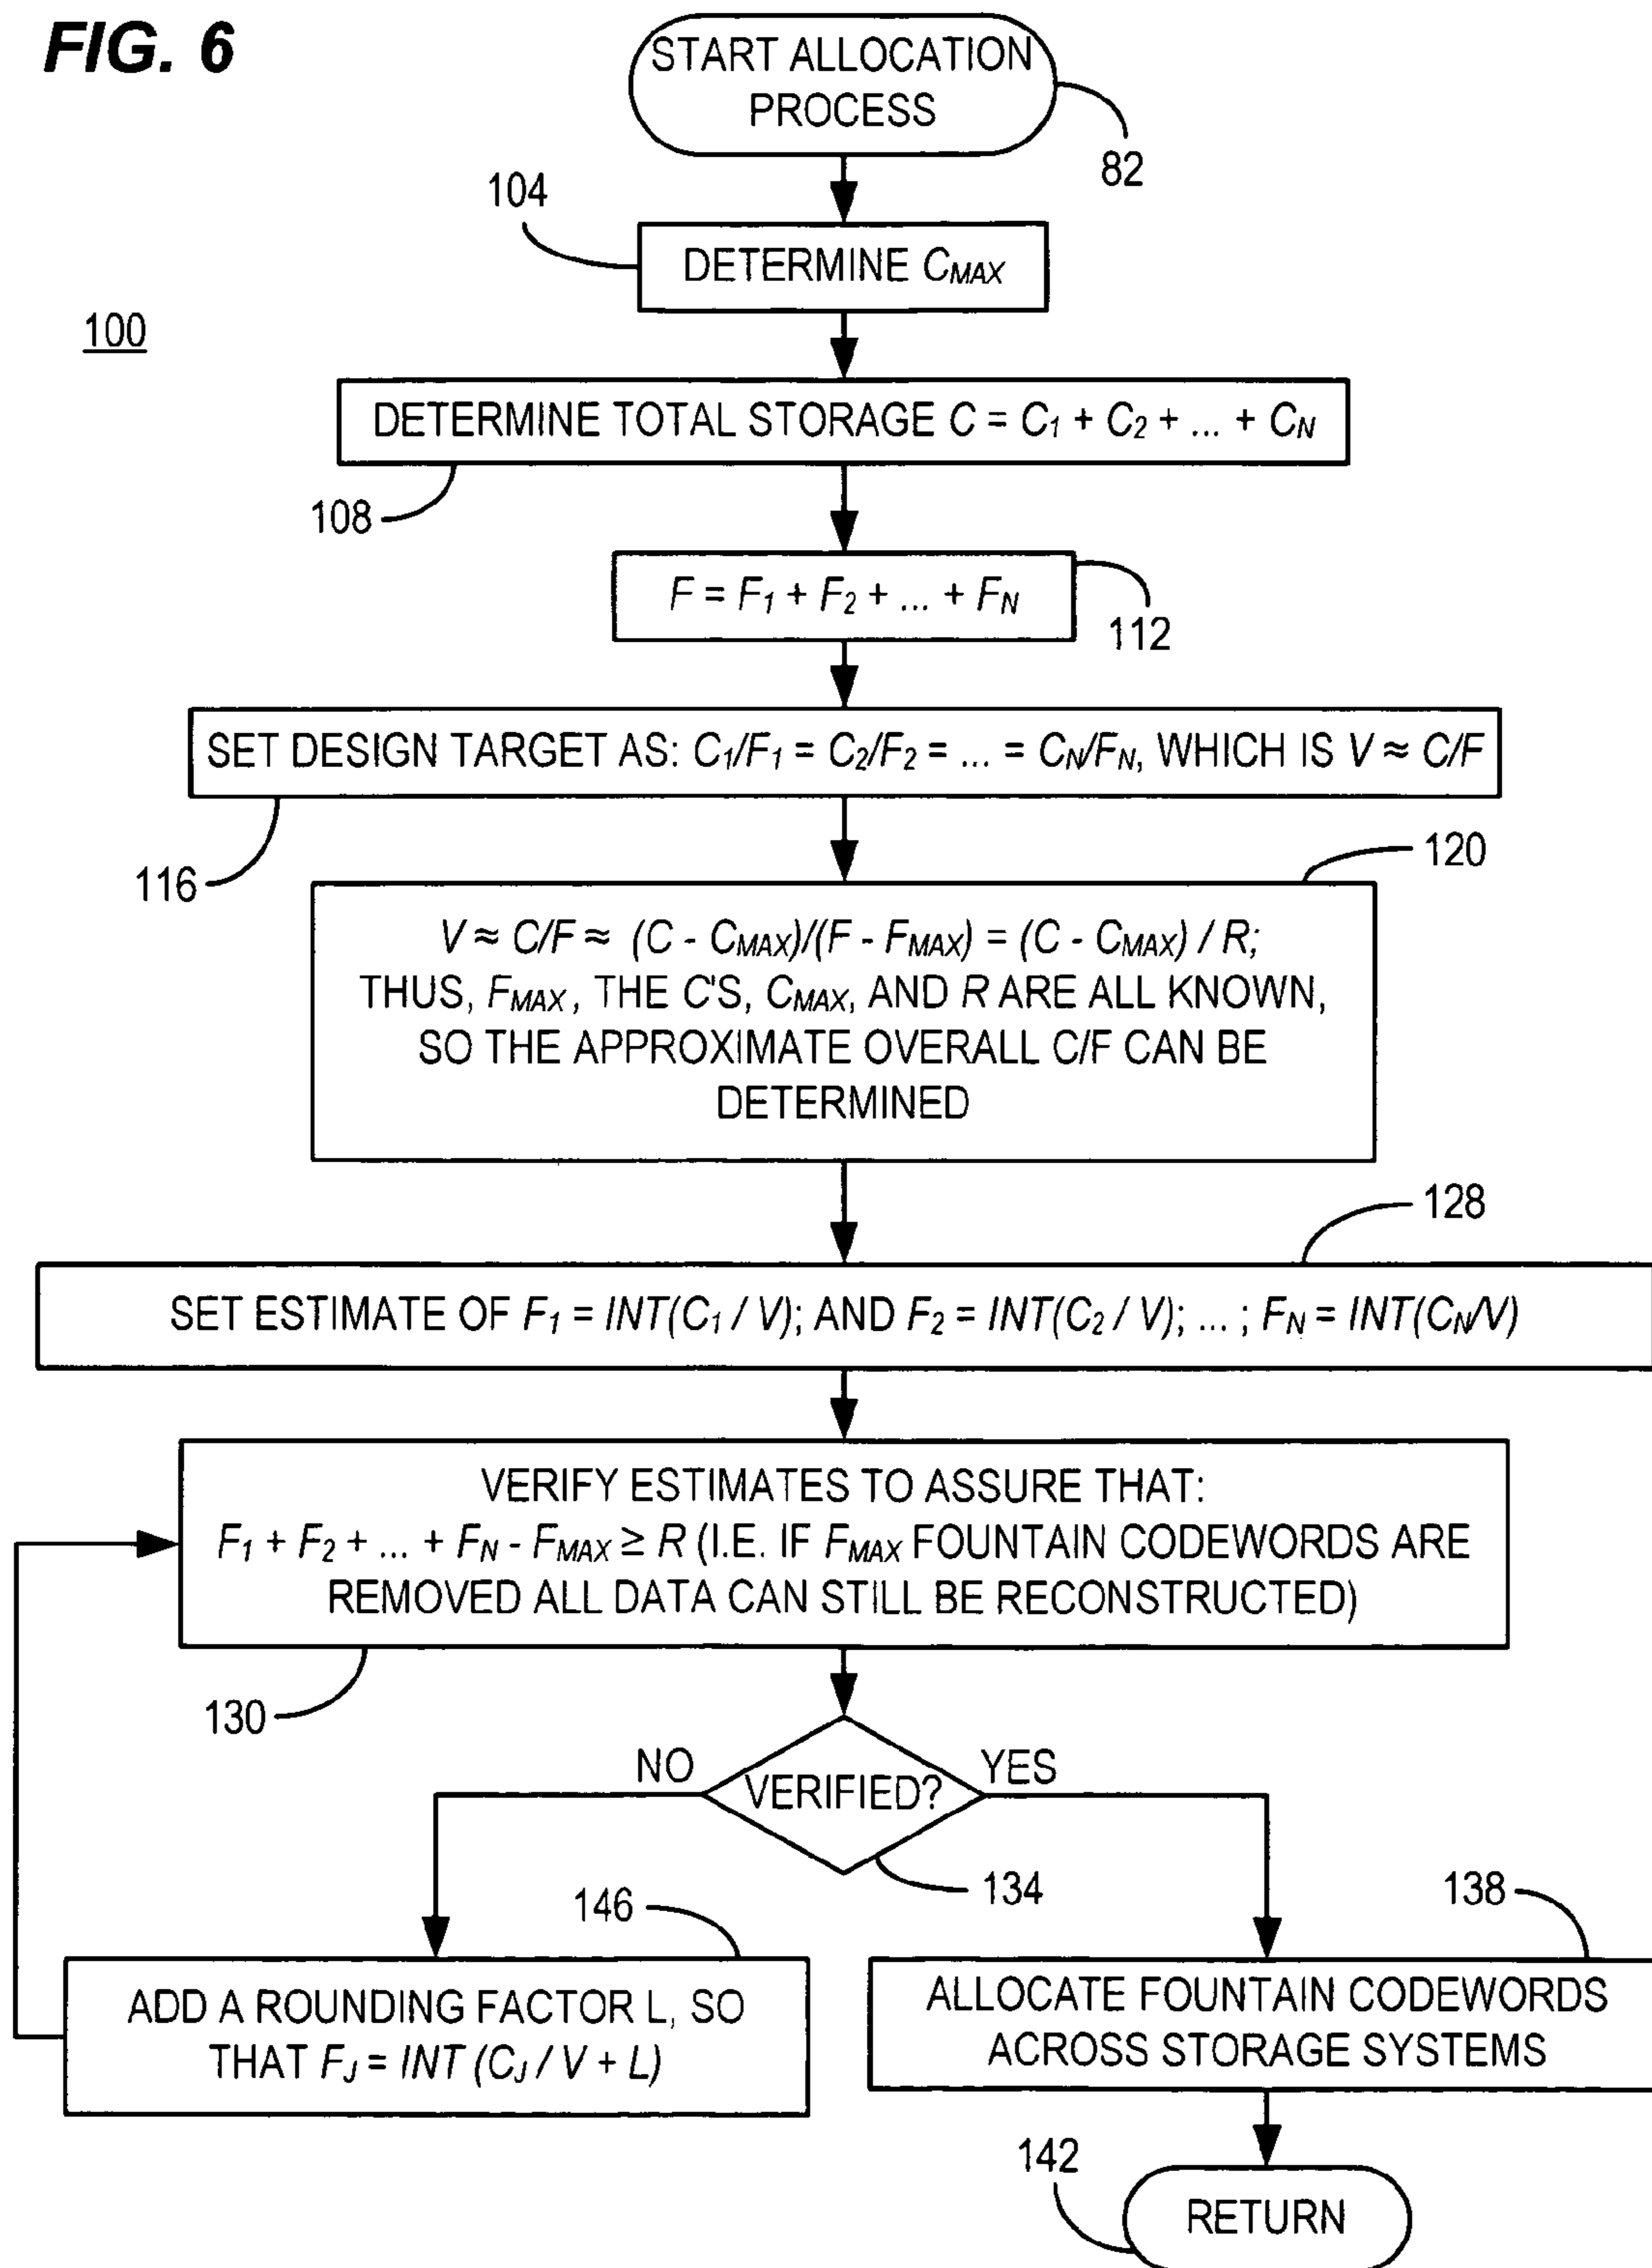 FIG. 6
START ALLOCATION
PROCESS
82
104
DETERMINE CMAX
100
DETERMINE TOTAL STORAGE C = C1 + C2 + ... + CN
108
F = F1 + F2 + ... + FN
112
SET DESIGN TARGET AS: C1/F1 = C2/F2 = ... = CN/FN, WHICH IS V ≈ C/F
116
120
V ≈ C/F ≈ (C - CMAX)/(F - FMAX) = (C - CMAX) / R;
THUS, FMAX, THE C'S, CMAX, AND R ARE ALL KNOWN,
SO THE APPROXIMATE OVERALL C/F CAN BE
DETERMINED
128
SET ESTIMATE OF F1 = INT(C1 / V); AND F2 = INT(C2 / V); ... ; FN = INT(CN/V)
VERIFY ESTIMATES TO ASSURE THAT:
F1 + F2 + ... + FN - FMAX ≥ R (I.E. IF FMAX FOUNTAIN CODEWORDS ARE
REMOVED ALL DATA CAN STILL BE RECONSTRUCTED)
130
NO
VERIFIED?
YES
134
146
138
ADD A ROUNDING FACTOR L, SO
THAT FJ = INT (CJ / V + L)
ALLOCATE FOUNTAIN CODEWORDS
ACROSS STORAGE SYSTEMS
142
RETURN